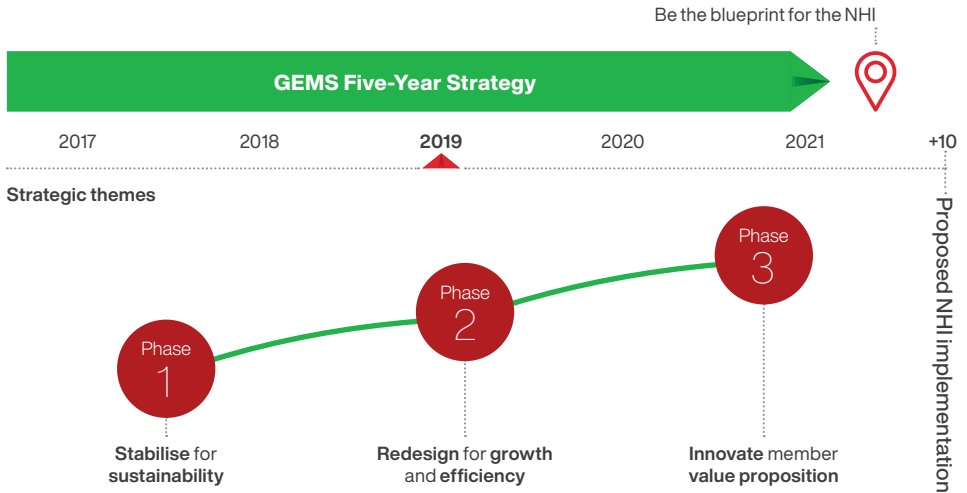 Be the blueprint for the NHI
GEMS Five-Year Strategy
2017 2018 2019 2020 2021 +10
Strategic themes
Proposed NHI implementation
Phase
1
Phase
2
Phase
3
Stabilise for
sustainability
Redesign for growth
and efficiency
Innovate member
value proposition